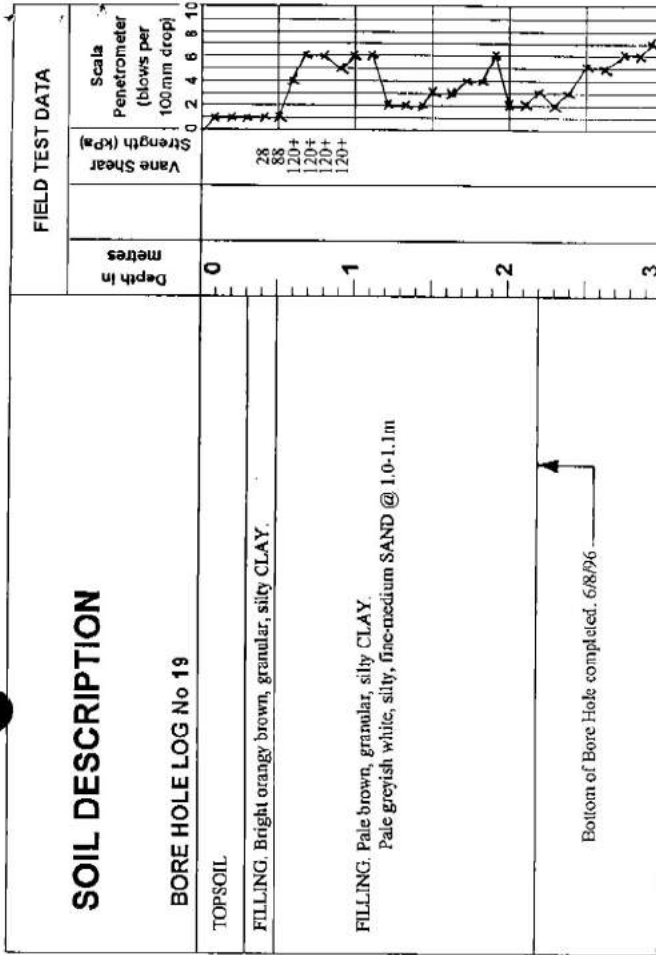 SOIL DESCRIPTION
BORE HOLE LOG No 19
TOPSOIL
FILLING. Bright orangy brown, granular, silty CLAY.
FILLING. Pale brown, granular, silty CLAY.
Pale greyish white, silty, fine-medium SAND @ 1.0-1.1m
Bottom of Bore Hole completed. 6/8/96
Depth in
metres
0
1
2
3
FIELD TEST DATA
Vane Shear
Strength (kPa)
28
88
120+
120+
120+
120+
Scala
Penetrometer
(blows per
100mm drop)
0 2 4 6 8 10